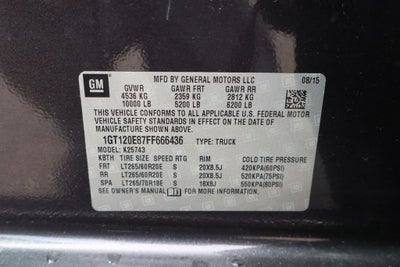 GM
MFD BY GENERAL MOTORS LLC 08/15
GVWR GAWR FRT GAWR RR
4536 KG 2359 KG 2812 KG
10000 LB 5200 LB 6200 LB
THIS VEHICLE CONFORMS TO ALL APPLICABLE U.S. FEDERAL MOTOR
VEHICLE SAFETY STANDARDS IN EFFECT ON THE DATE OF
MANUFACTURE SHOWN ABOVE.
1GT120E87FF666436 TYPE: TRUCK
MODEL: K25743
KBTH TIRE SIZE SPEED RTG RIM COLD TIRE PRESSURE
FRT LT265/60R20E S 20X8.5J 420KPA(60PSI)
RR LT265/60R20E S 20X8.5J 520KPA(75PSI)
SPA LT265/70R18E S 18X8J 550KPA(80PSI)
SEE OWNER'S MANUAL FOR MORE INFORMATION.